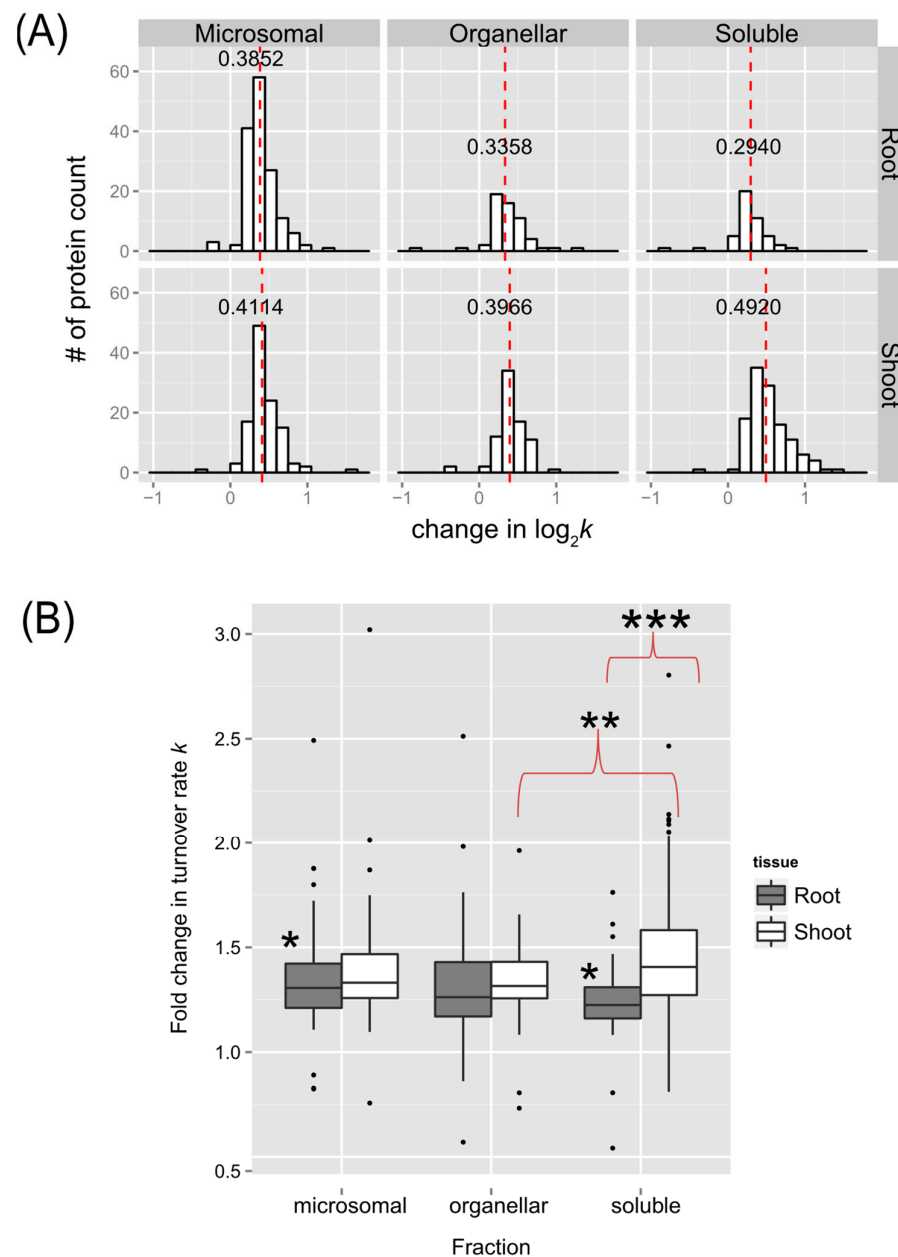 (A)
Microsomal Organellar Soluble
0.3852
0.3358
0.2940
60
40
20
0
Root
# of protein count
0.4114
0.3966
0.4920
60
40
20
0
Shoot
−1 0 1 −1 0 1 −1 0 1
change in log₂k
(B)
***
**
*
*
3.0
2.5
2.0
1.5
1.0
0.5
Fold change in turnover rate k
microsomal organellar soluble
Fraction
tissue
Root
Shoot